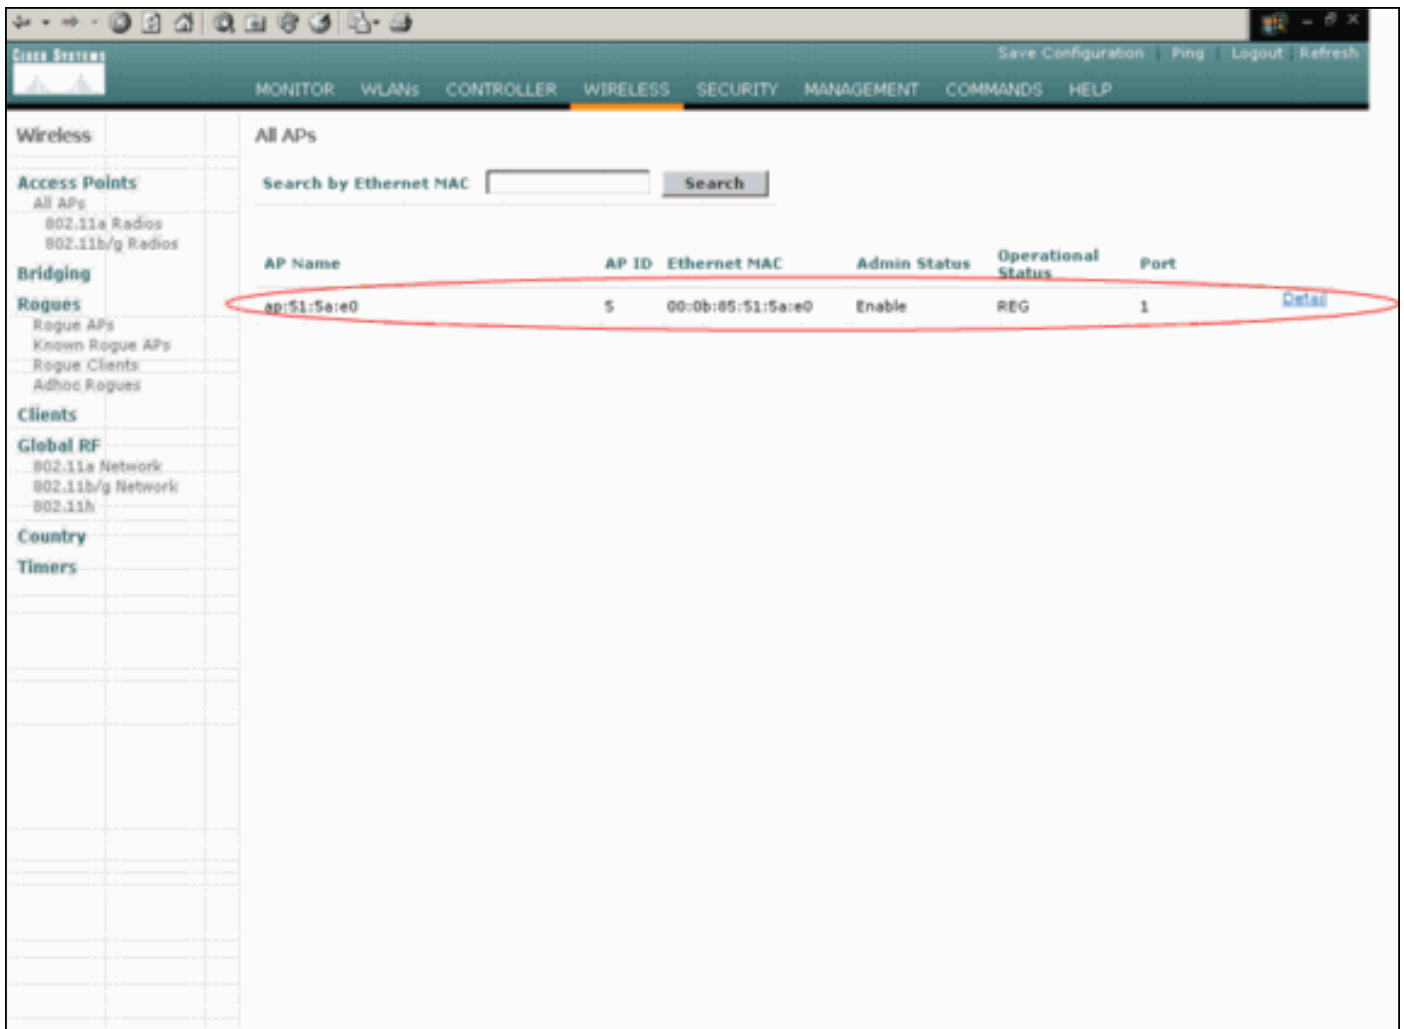 CISCO SYSTEMS
Save Configuration | Ping | Logout | Refresh
MONITOR WLANs CONTROLLER WIRELESS SECURITY MANAGEMENT COMMANDS HELP
Wireless
Access Points
All APs
802.11a Radios
802.11b/g Radios
Bridging
Rogues
Rogue APs
Known Rogue APs
Rogue Clients
Adhoc Rogues
Clients
Global RF
802.11a Network
802.11b/g Network
802.11h
Country
Timers
All APs
Search by Ethernet MAC Search
AP Name AP ID Ethernet MAC Admin Status Operational Status Port
ap:51:5a:e0 5 00:0b:85:51:5a:e0 Enable REG 1 Detail